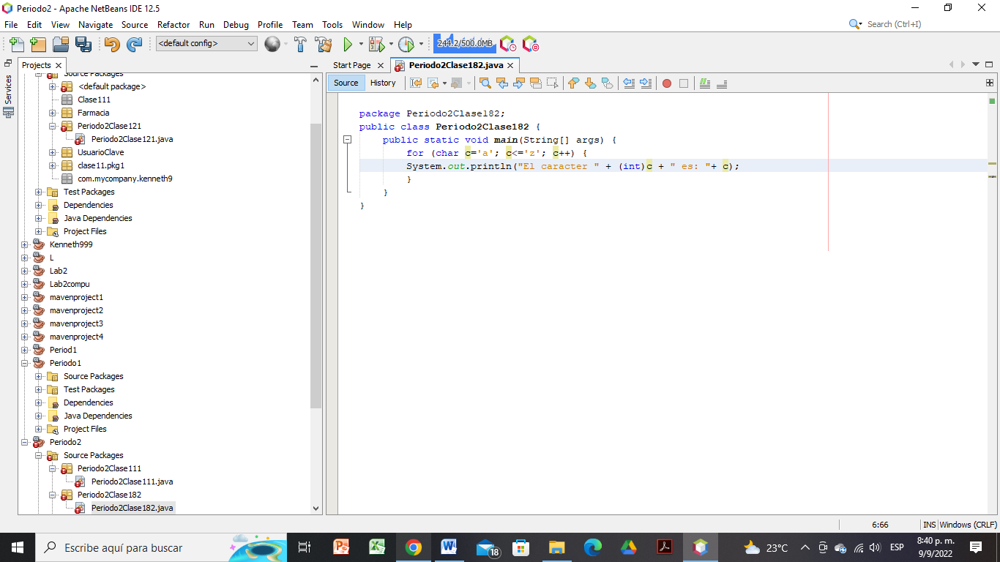 Periodo2 - Apache NetBeans IDE 12.5
File Edit View Navigate Source Refactor Run Debug Profile Team Tools Window Help
Search (Ctrl+I)
<default config>
244.2/500.0MB
Projects
Services
Source Packages
<default package>
Clase111
Farmacia
Periodo2Clase121
Periodo2Clase121.java
UsuarioClave
clase11.pkg1
com.mycompany.kenneth9
Test Packages
Dependencies
Java Dependencies
Project Files
Kenneth999
L
Lab2
Lab2compu
mavenproject1
mavenproject2
mavenproject3
mavenproject4
Period1
Periodo1
Source Packages
Test Packages
Dependencies
Java Dependencies
Project Files
Periodo2
Source Packages
Periodo2Clase111
Periodo2Clase111.java
Periodo2Clase182
Periodo2Clase182.java
Start Page
Periodo2Clase182.java
Source History
package Periodo2Clase182;
public class Periodo2Clase182 {
public static void main(String[] args) {
for (char c='a'; c<='z'; c++) {
System.out.println("El caracter " + (int)c + " es: "+ c);
}
}
}
6:66
INS
Windows (CRLF)
Escribe aquí para buscar
18
23°C
ESP
8:40 p. m.
9/9/2022